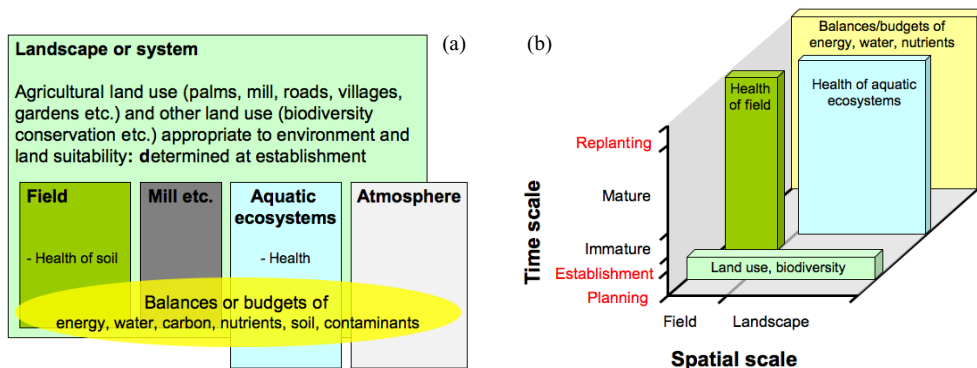 Landscape or system
(a)
Agricultural land use (palms, mill, roads, villages,
gardens etc.) and other land use (biodiversity
conservation etc.) appropriate to environment and
land suitability: determined at establishment
Field
- Health of soil
Mill etc.
Aquatic
ecosystems
- Health
Atmosphere
Balances or budgets of
energy, water, carbon, nutrients, soil, contaminants
(b)
Balances/budgets of
energy, water, nutrients
Health
of field
Health of aquatic
ecosystems
Land use, biodiversity
Time scale
Replanting
Mature
Immature
Establishment
Planning
Field
Landscape
Spatial scale